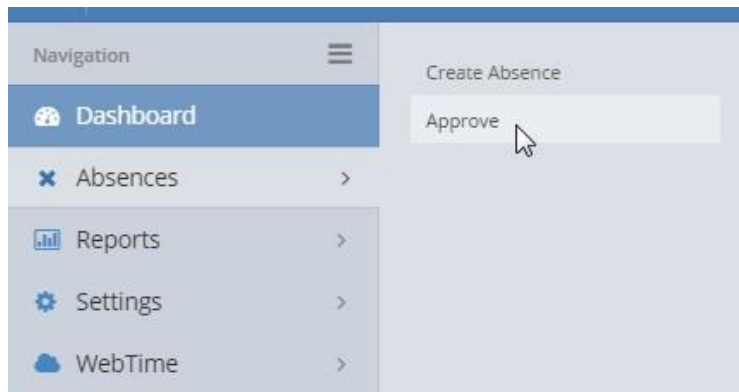 Navigation
Dashboard
Absences
Reports
Settings
WebTime
Create Absence
Approve